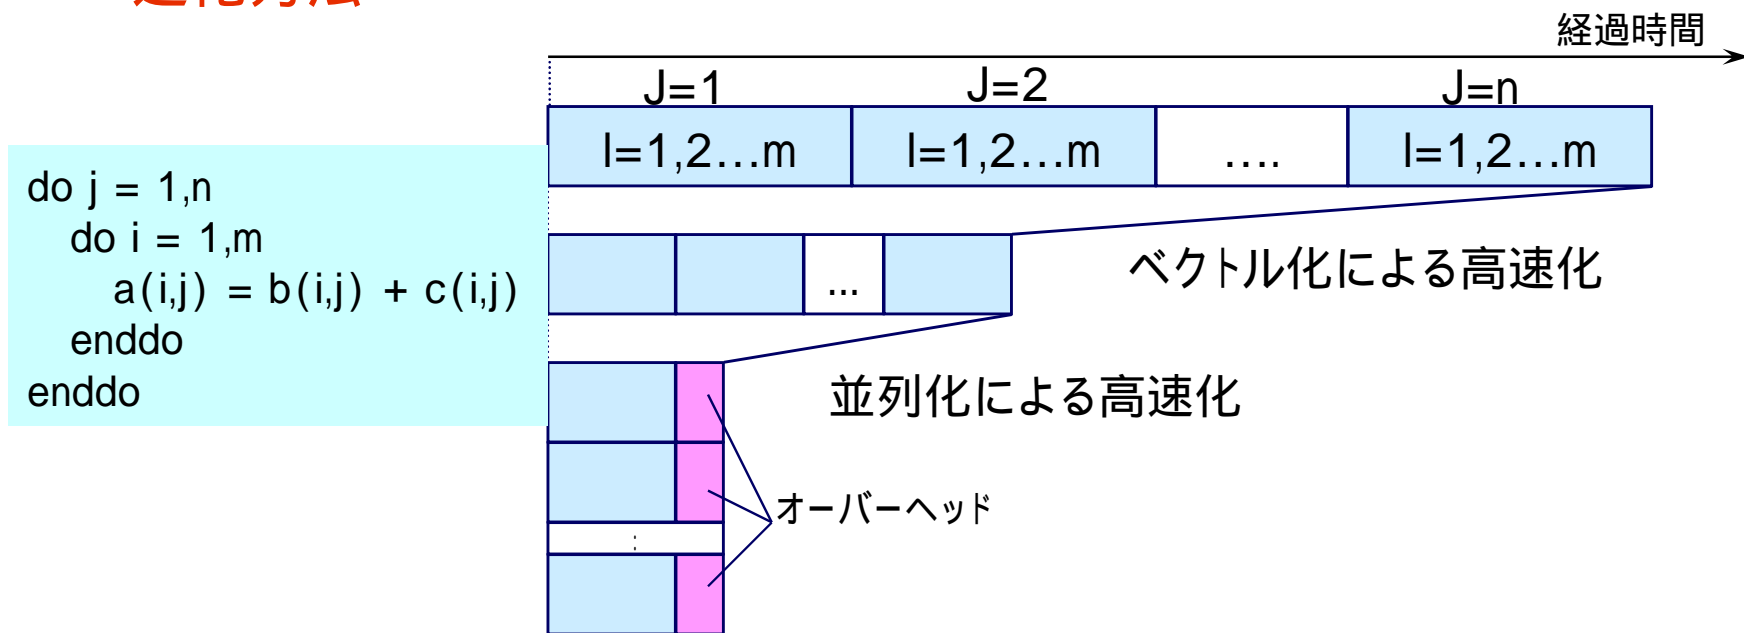 経過時間
J=1 J=2 J=n
I=1,2…m I=1,2…m …. I=1,2…m
do j = 1,n
do i = 1,m
a(i,j) = b(i,j) + c(i,j)
enddo
enddo
...
ベクトル化による高速化
並列化による高速化
オーバーヘッド
: